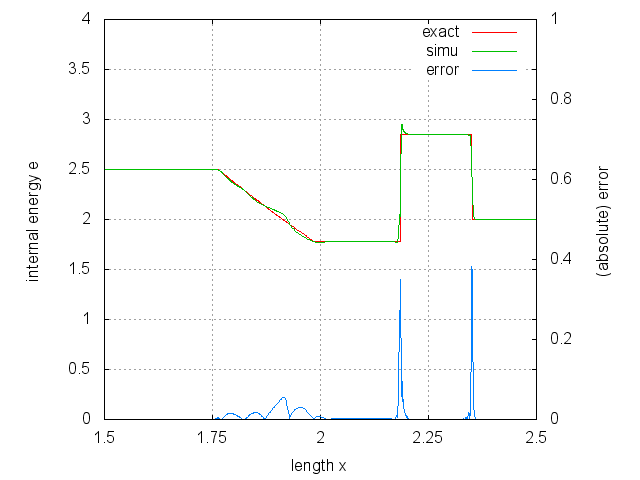 4 1
3.5
3 0.8
2.5 0.6
2
1.5 0.4
1 0.2
0.5
0 0
1.5 1.75 2 2.25 2.5
length x
internal energy e
(absolute) error
exact
simu
error